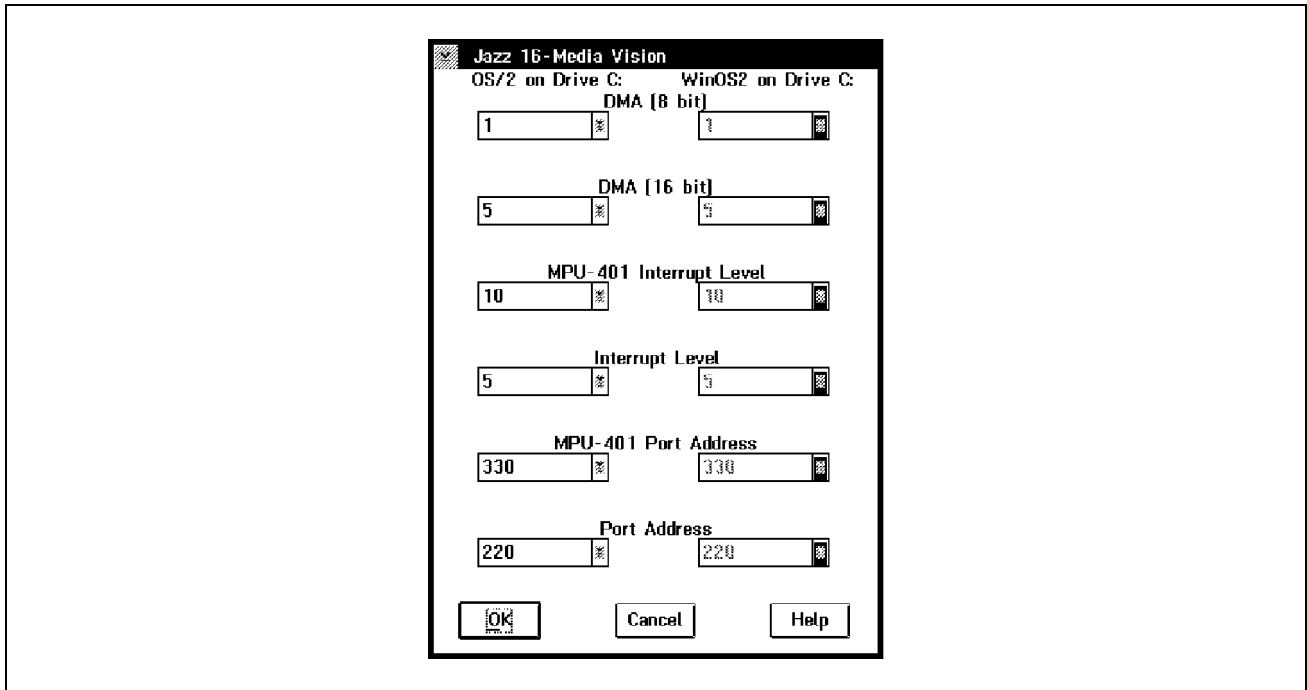 Jazz 16-Media Vision
OS/2 on Drive C: WinOS2 on Drive C:
DMA [8 bit]
1 1
DMA [16 bit]
5 5
MPU-401 Interrupt Level
10 10
Interrupt Level
5 5
MPU-401 Port Address
330 330
Port Address
220 220
OK Cancel Help